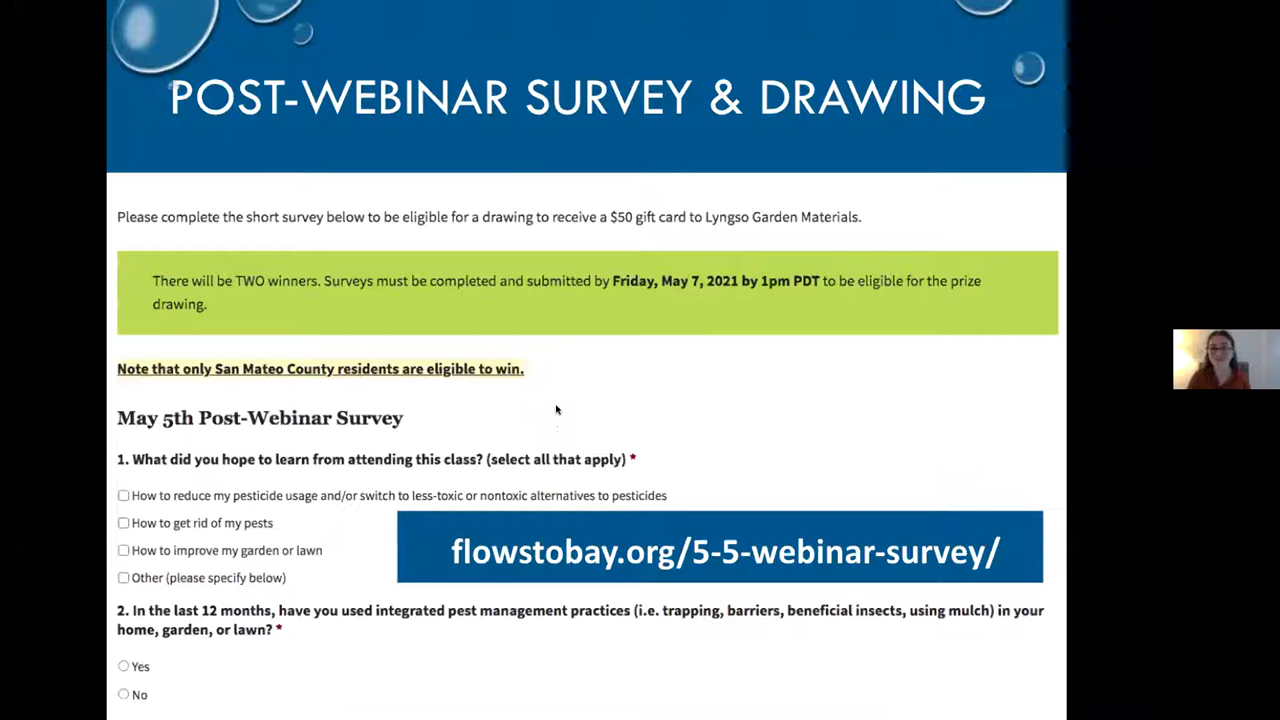 POST-WEBINAR SURVEY & DRAWING
Please complete the short survey below to be eligible for a drawing to receive a $50 gift card to Lyngso Garden Materials.
There will be TWO winners. Surveys must be completed and submitted by Friday, May 7, 2021 by 1pm PDT to be eligible for the prize
drawing.
Note that only San Mateo County residents are eligible to win.
May 5th Post-Webinar Survey
1. What did you hope to learn from attending this class? (select all that apply) *
How to reduce my pesticide usage and/or switch to less-toxic or nontoxic alternatives to pesticides
How to get rid of my pests
How to improve my garden or lawn
Other (please specify below)
flowstobay.org/5-5-webinar-survey/
2. In the last 12 months, have you used integrated pest management practices (i.e. trapping, barriers, beneficial insects, using mulch) in your
home, garden, or lawn? *
Yes
No